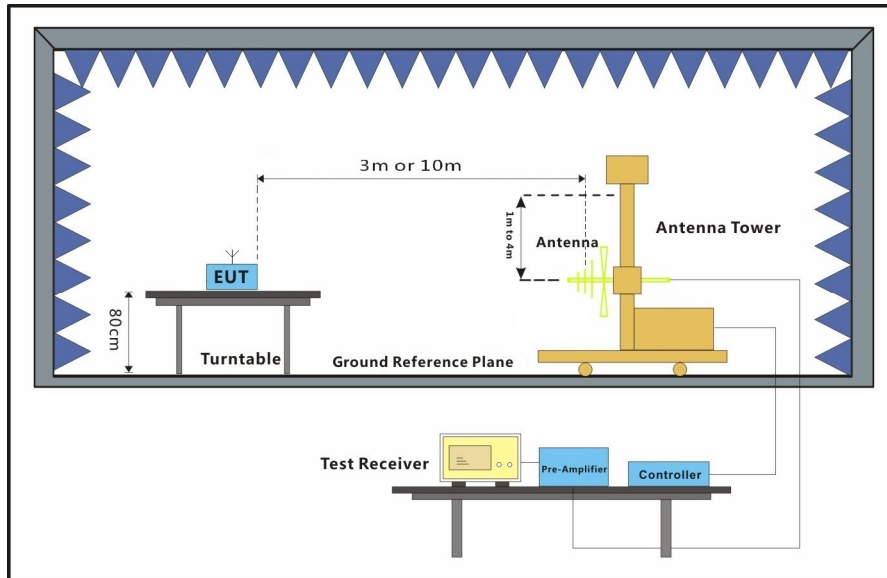 3m or 10m
1m to 4m
Antenna
Antenna Tower
EUT
80cm
Turntable
Ground Reference Plane
Test Receiver
Pre-Amplifier
Controller